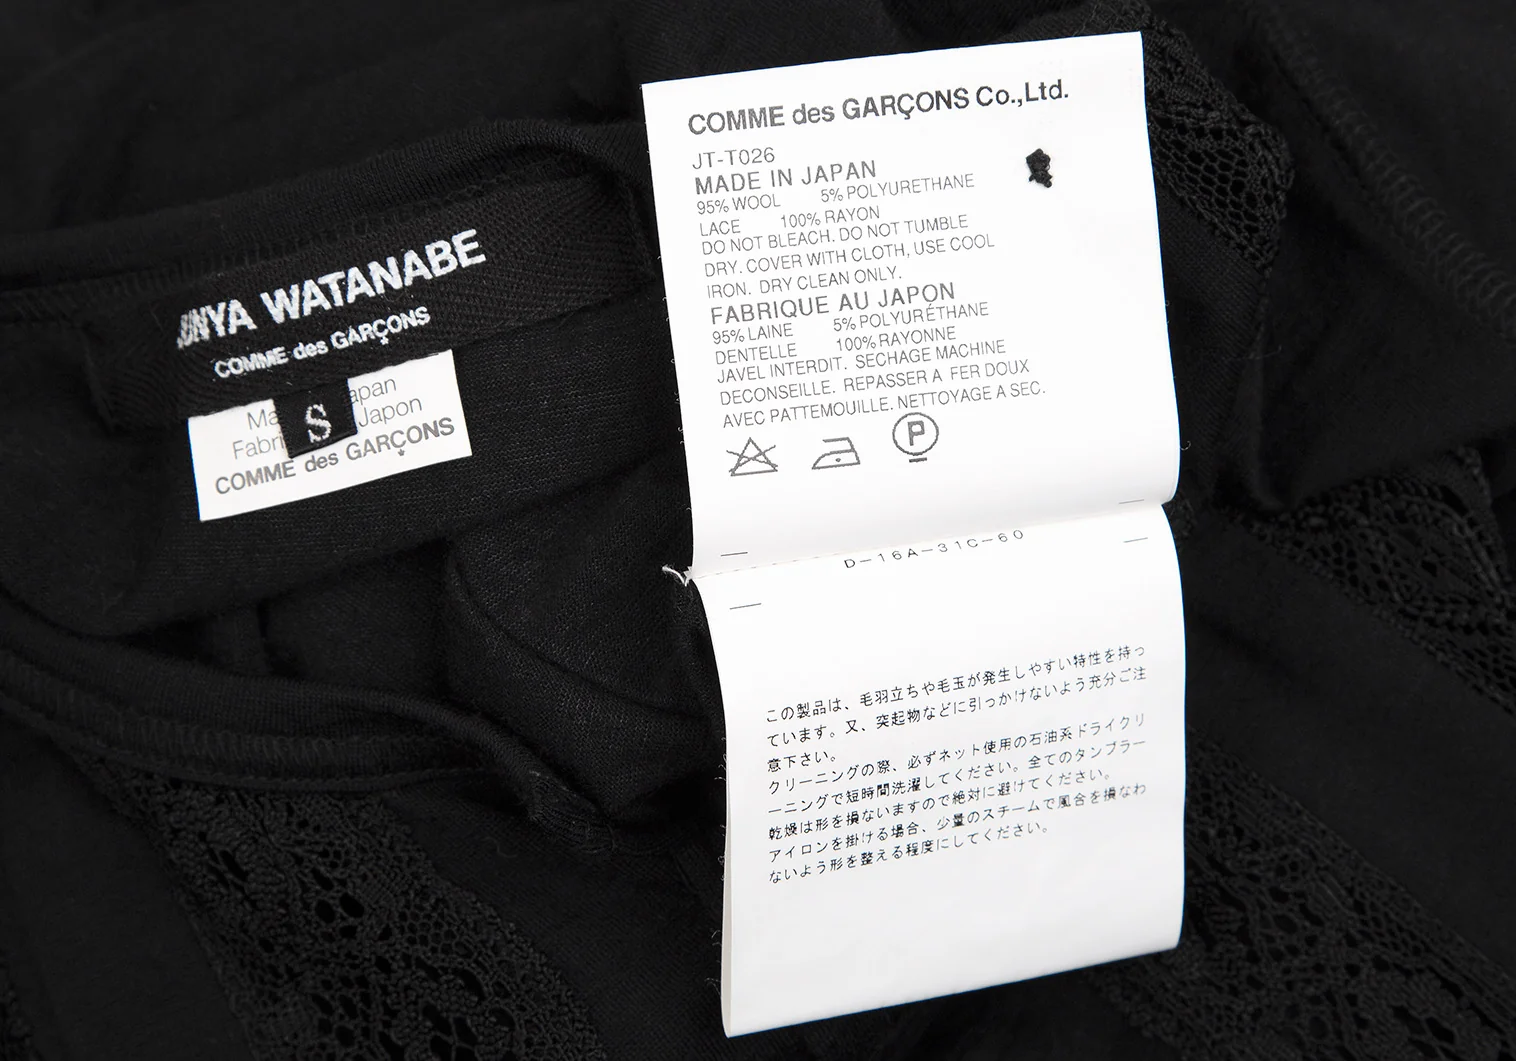 JUNYA WATANABE
COMME des GARÇONS
S
apan
Fabri Japon
COMME des GARÇONS
COMME des GARÇONS Co.,Ltd.
JT-T026
MADE IN JAPAN
95% WOOL 5% POLYURETHANE
LACE 100% RAYON
DO NOT BLEACH. DO NOT TUMBLE
DRY. COVER WITH CLOTH, USE COOL
IRON. DRY CLEAN ONLY.
FABRIQUE AU JAPON
95% LAINE 5% POLYURÉTHANE
DENTELLE 100% RAYONNE
JAVEL INTERDIT. SECHAGE MACHINE
DECONSEILLE. REPASSER A FER DOUX
AVEC PATTEMOUILLE. NETTOYAGE A SEC.
P
D-16A-31C-60
この製品は、毛羽立ちや毛玉が発生しやすい特性を持っ
ています。又、突起物などに引っかけないよう充分ご注
意下さい。
クリーニングの際、必ずネット使用の石油系ドライクリ
ーニングで短時間洗濯してください。全てのタンブラー
乾燥は形を損ないますので絶対に避けてください。
アイロンを掛ける場合、少量のスチームで風合を損なわ
ないよう形を整える程度にしてください。